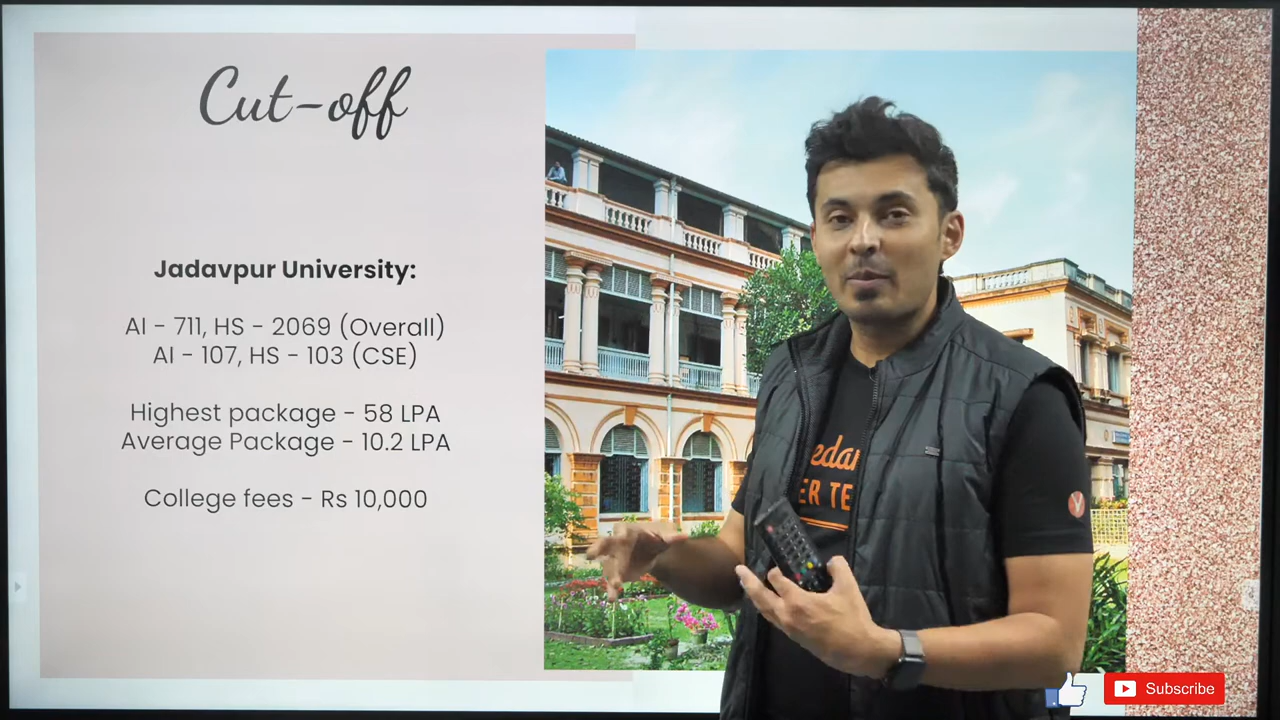 Cut-off
Jadavpur University:
AI - 711, HS - 2069 (Overall)
AI - 107, HS - 103 (CSE)
Highest package - 58 LPA
Average Package - 10.2 LPA
College fees - Rs 10,000
Subscribe